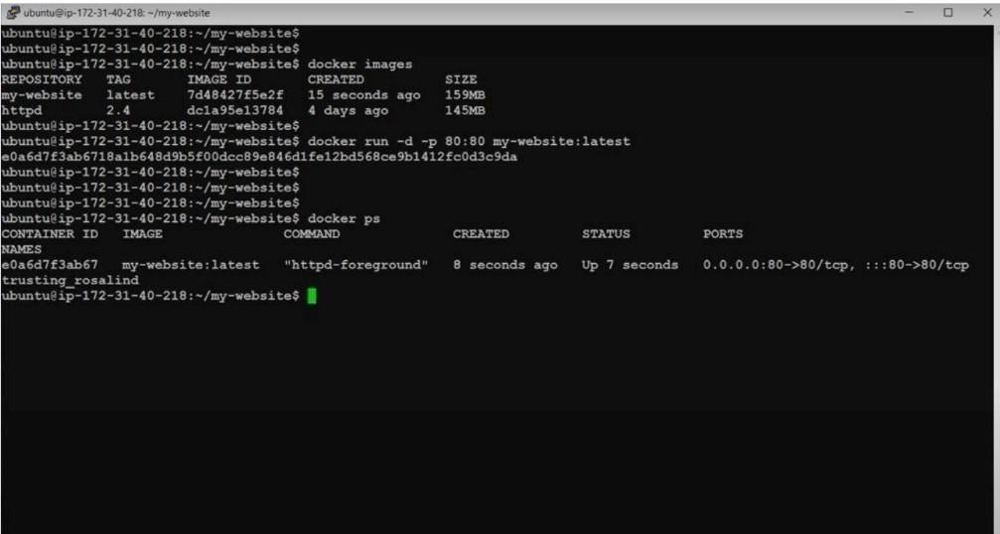 ubuntu@ip-172-31-40-218: ~/my-website
ubuntu@ip-172-31-40-218:~/my-website$
ubuntu@ip-172-31-40-218:~/my-website$
ubuntu@ip-172-31-40-218:~/my-website$ docker images
REPOSITORY TAG IMAGE ID CREATED SIZE
my-website latest 7d48427f5e2f 15 seconds ago 159MB
httpd 2.4 dc1a95e13784 4 days ago 145MB
ubuntu@ip-172-31-40-218:~/my-website$
ubuntu@ip-172-31-40-218:~/my-website$ docker run -d -p 80:80 my-website:latest
e0a6d7f3ab6718a1b648d9b5f00dcc89e846d1fe12bd568ce9b1412fc0d3c9da
ubuntu@ip-172-31-40-218:~/my-website$
ubuntu@ip-172-31-40-218:~/my-website$
ubuntu@ip-172-31-40-218:~/my-website$
ubuntu@ip-172-31-40-218:~/my-website$ docker ps
CONTAINER ID IMAGE COMMAND CREATED STATUS PORTS
NAMES
e0a6d7f3ab67 my-website:latest "httpd-foreground" 8 seconds ago Up 7 seconds 0.0.0.0:80->80/tcp, :::80->80/tcp
trusting_rosalind
ubuntu@ip-172-31-40-218:~/my-website$